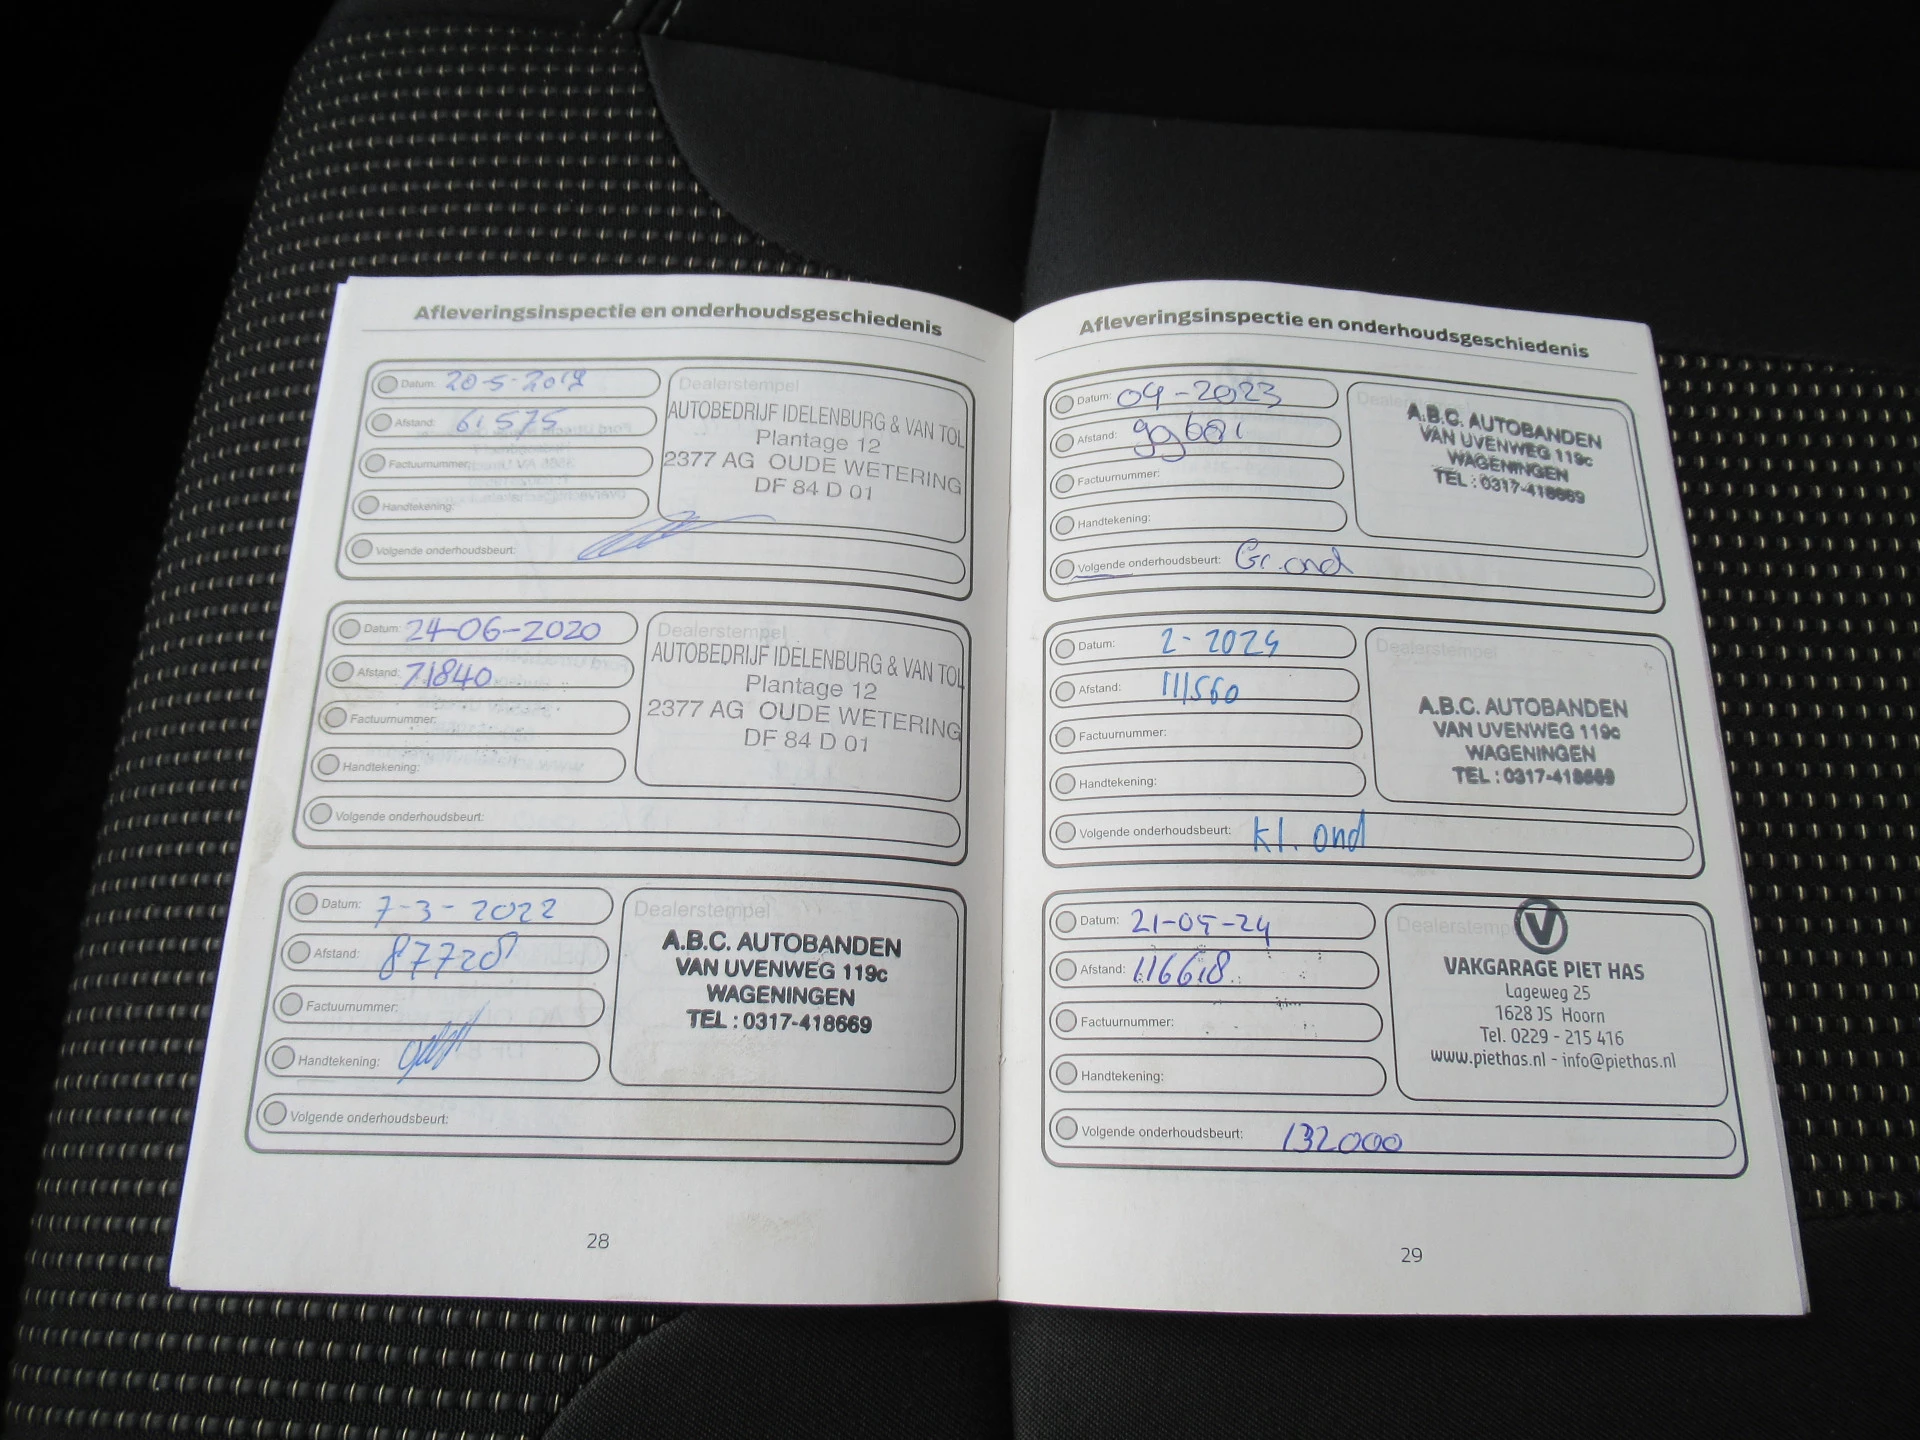 Afleveringsinspectie en onderhoudsgeschiedenis
Datum: 20-5-2019
Afstand: 61575
Factuurnummer:
Handtekening:
Volgende onderhoudsbeurt:
Dealerstempel
AUTOBEDRIJF IDELENBURG & VAN TOL
Plantage 12
2377 AG OUDE WETERING
DF 84 D 01
Datum: 24-06-2020
Afstand: 71840
Factuurnummer:
Handtekening:
Volgende onderhoudsbeurt:
Dealerstempel
AUTOBEDRIJF IDELENBURG & VAN TOL
Plantage 12
2377 AG OUDE WETERING
DF 84 D 01
Datum: 7-3-2022
Afstand: 87728
Factuurnummer:
Handtekening:
Volgende onderhoudsbeurt:
Dealerstempel
A.B.C. AUTOBANDEN
VAN UVENWEG 119c
WAGENINGEN
TEL : 0317-418669
28
Afleveringsinspectie en onderhoudsgeschiedenis
Datum: 04-2023
Afstand:
Factuurnummer:
Handtekening:
Volgende onderhoudsbeurt: Gr. ond
Dealerstempel
A.B.C. AUTOBANDEN
VAN UVENWEG 119c
WAGENINGEN
TEL : 0317-418669
Datum: 2-2024
Afstand: 111560
Factuurnummer:
Handtekening:
Volgende onderhoudsbeurt: kl. ond
Dealerstempel
A.B.C. AUTOBANDEN
VAN UVENWEG 119c
WAGENINGEN
TEL : 0317-418669
Datum: 21-05-24
Afstand: 116618
Factuurnummer:
Handtekening:
Volgende onderhoudsbeurt: 132000
Dealerstempel
V
VAKGARAGE PIET HAS
Lageweg 25
1628 JS Hoorn
Tel. 0229 - 215 416
www.piethas.nl - info@piethas.nl
29